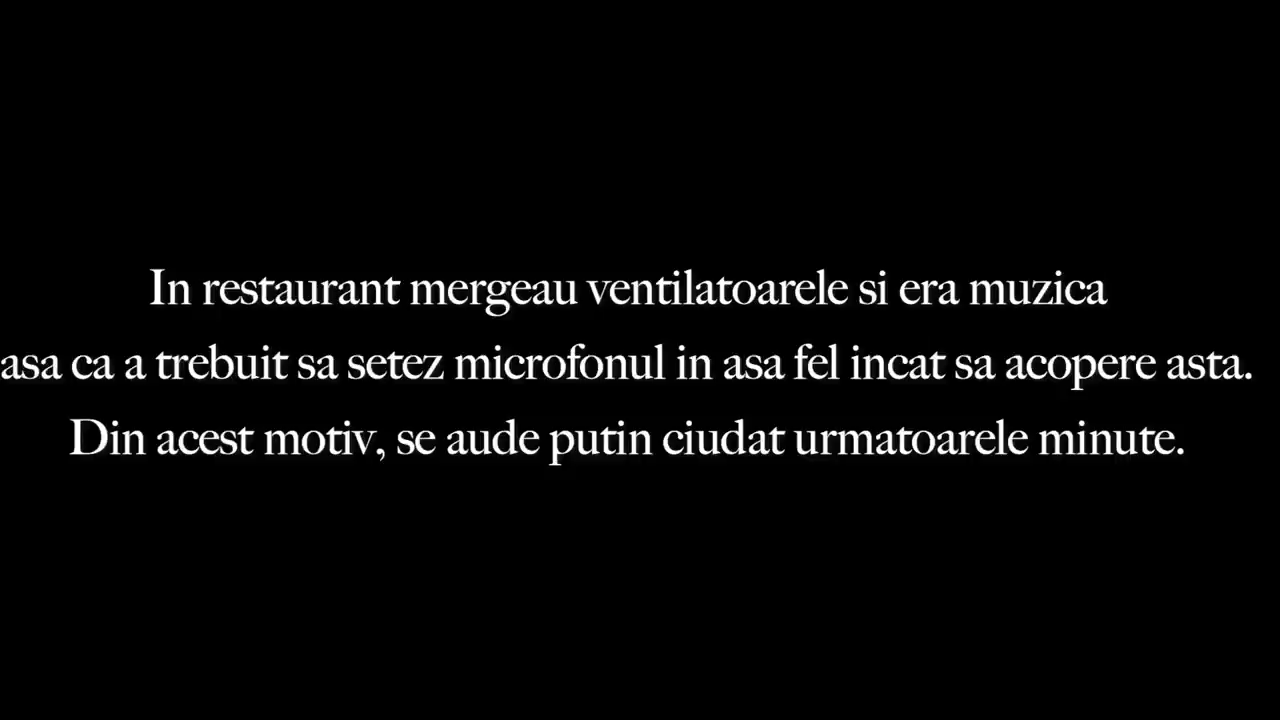 In restaurant mergeau ventilatoarele si era muzica
asa ca a trebuit sa setez microfonul in asa fel incat sa acopere asta.
Din acest motiv, se aude putin ciudat urmatoarele minute.